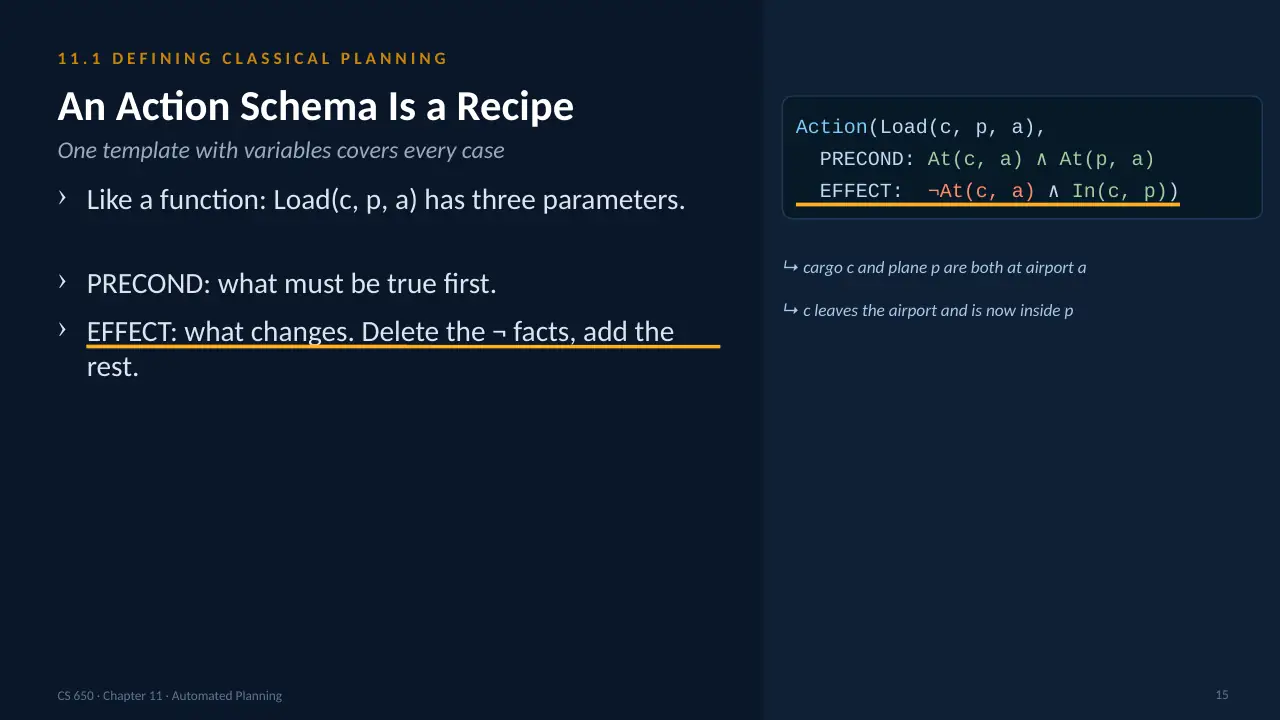 11.1 DEFINING CLASSICAL PLANNING
An Action Schema Is a Recipe
One template with variables covers every case
› Like a function: Load(c, p, a) has three parameters.
› PRECOND: what must be true first.
› EFFECT: what changes. Delete the ¬ facts, add the
rest.
Action(Load(c, p, a),
  PRECOND: At(c, a) ∧ At(p, a)
  EFFECT:  ¬At(c, a) ∧ In(c, p))
↳ cargo c and plane p are both at airport a
↳ c leaves the airport and is now inside p
CS 650 · Chapter 11 · Automated Planning
15